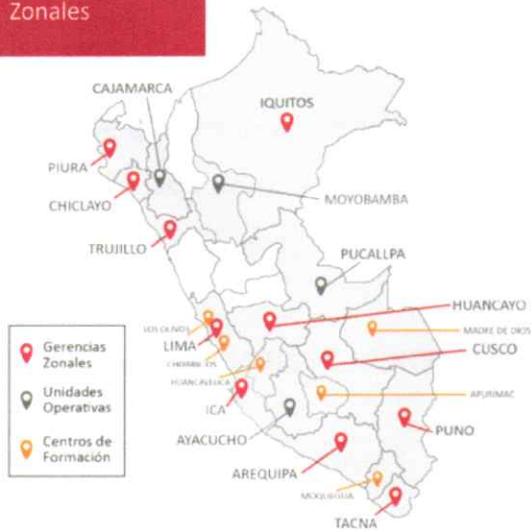 Zonales
CAJAMARCA
IQUITOS
PIURA
CHICLAYO
MOYOBAMBA
TRUJILLO
PUCALLPA
HUANCAYO
LOS OLIVOS
MADRE DE DIOS
LIMA
CUSCO
CHORRILLOS
HUANCAVELICA
ICA
APURIMAC
AYACUCHO
PUNO
AREQUIPA
MOQUEGUA
TACNA
Gerencias
Zonales
Unidades
Operativas
Centros de
Formación